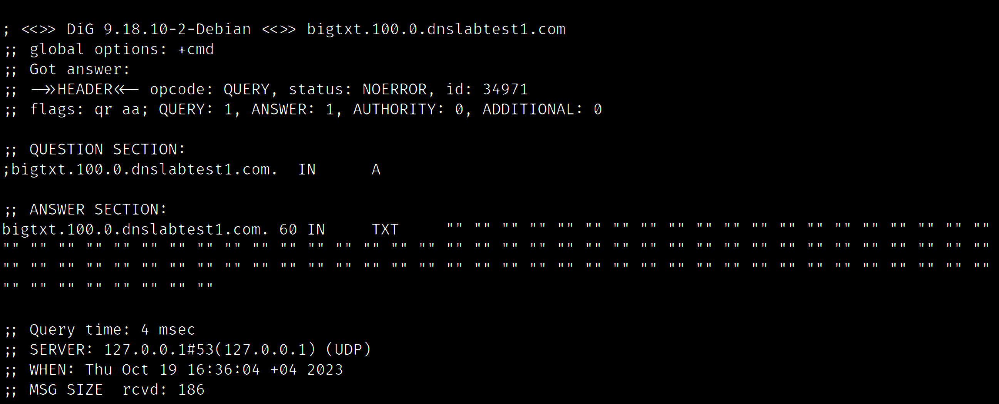 ; <<>> DiG 9.18.10-2-Debian <<>> bigtxt.100.0.dnslabtest1.com
;; global options: +cmd
;; Got answer:
;; ->>HEADER<<- opcode: QUERY, status: NOERROR, id: 34971
;; flags: qr aa; QUERY: 1, ANSWER: 1, AUTHORITY: 0, ADDITIONAL: 0
;; QUESTION SECTION:
;bigtxt.100.0.dnslabtest1.com. IN A
;; ANSWER SECTION:
bigtxt.100.0.dnslabtest1.com. 60 IN TXT "" "" "" "" "" "" "" "" "" "" "" "" "" "" "" "" "" "" "" ""
"" "" "" "" "" "" "" "" "" "" "" "" "" "" "" "" "" "" "" "" "" "" "" "" "" "" "" "" "" "" "" "" "" "" "" ""
"" "" "" "" "" "" "" "" "" "" "" "" "" "" "" "" "" "" "" "" "" "" "" "" "" "" "" "" "" "" "" "" "" "" "" ""
"" "" "" "" "" "" "" ""
;; Query time: 4 msec
;; SERVER: 127.0.0.1#53(127.0.0.1) (UDP)
;; WHEN: Thu Oct 19 16:36:04 +04 2023
;; MSG SIZE rcvd: 186